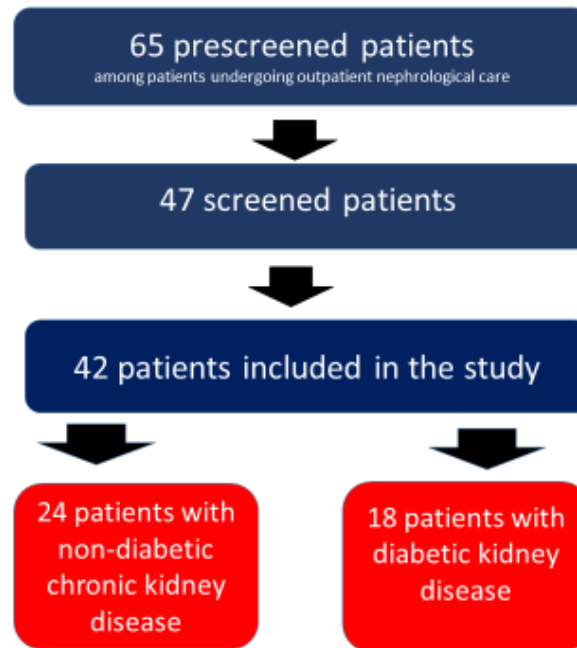 65 prescreened patients
among patients undergoing outpatient nephrological care
47 screened patients
42 patients included in the study
24 patients with
non-diabetic
chronic kidney
disease
18 patients with
diabetic kidney
disease